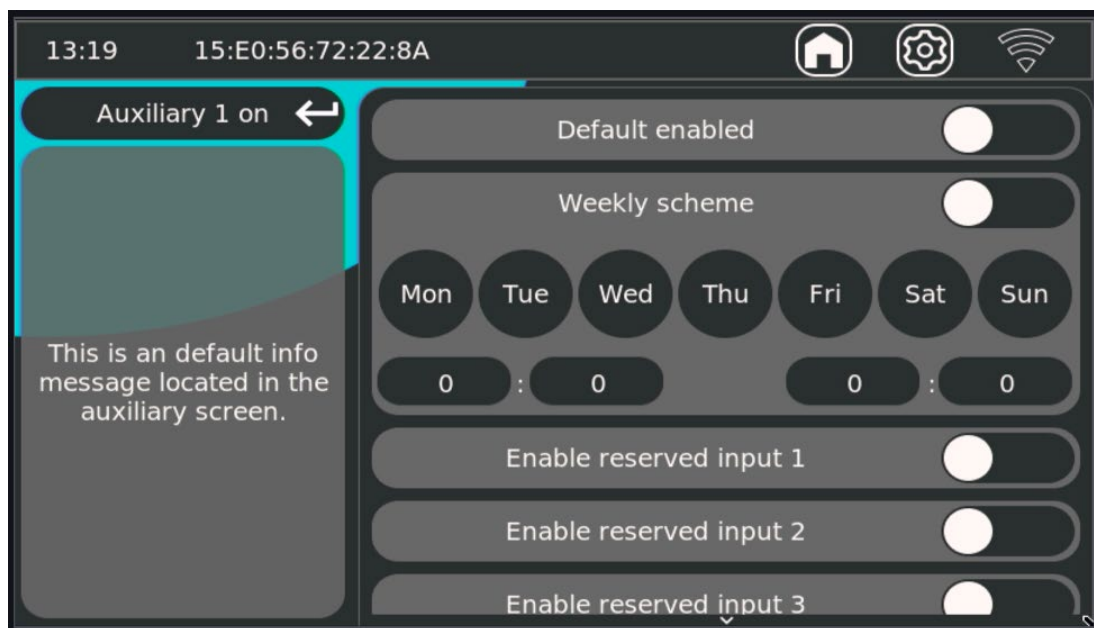 13:19 15:E0:56:72:22:8A
Auxiliary 1 on
This is an default info
message located in the
auxiliary screen.
Default enabled
Weekly scheme
Mon Tue Wed Thu Fri Sat Sun
0 : 0 0 : 0
Enable reserved input 1
Enable reserved input 2
Enable reserved input 3